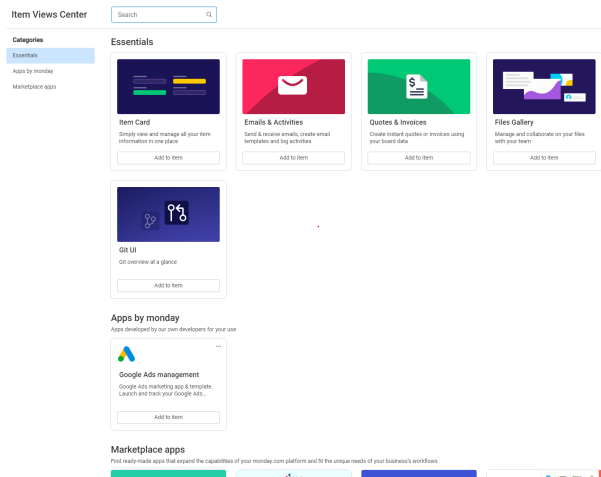 Item Views Center
Search
Categories
Essentials
Apps by monday
Marketplace apps
Essentials
Item Card
Simply view and manage all your item
information in one place
Add to item
Emails & Activities
Send & receive emails, create email
templates and log activities
Add to item
Quotes & Invoices
Create instant quotes or invoices using
your board data
Add to item
Files Gallery
Manage and collaborate on your files
with your team
Add to item
Git UI
Git overview at a glance
Add to item
Apps by monday
Apps developed by our own developers for your use
Google Ads management
Google Ads marketing app & template.
Launch and track your Google Ads...
Add to item
Marketplace apps
Find ready-made apps that expand the capabilities of your monday.com platform and fit the unique needs of your business's workflows